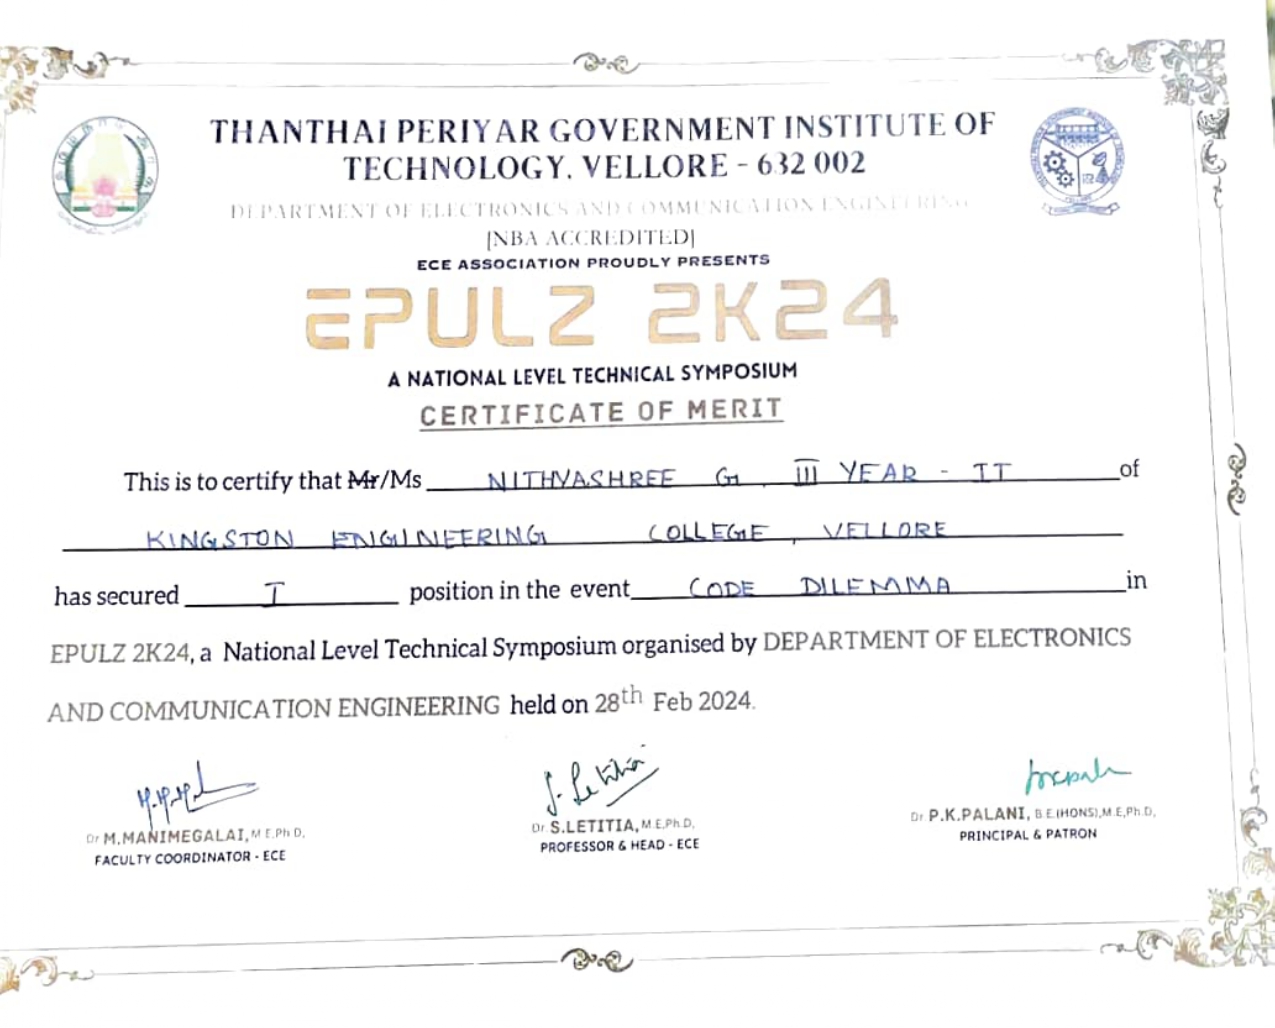 THANTHAI PERIYAR GOVERNMENT INSTITUTE OF
TECHNOLOGY, VELLORE - 632 002
DEPARTMENT OF ELECTRONICS AND COMMUNICATION ENGINEERING
[NBA ACCREDITED]
ECE ASSOCIATION PROUDLY PRESENTS
EPULZ 2K24
A NATIONAL LEVEL TECHNICAL SYMPOSIUM
CERTIFICATE OF MERIT
This is to certify that Mr/Ms NITHYASHREE G, III YEAR - IT of
KINGSTON ENGINEERING COLLEGE, VELLORE
has secured I position in the event CODE DILEMMA in
EPULZ 2K24, a National Level Technical Symposium organised by DEPARTMENT OF ELECTRONICS
AND COMMUNICATION ENGINEERING held on 28th Feb 2024.
S. Letitia
Dr M.MANIMEGALAI, M.E,Ph.D,
FACULTY COORDINATOR - ECE
Dr S.LETITIA, M.E,Ph.D,
PROFESSOR & HEAD - ECE
Dr P.K.PALANI, B.E(HONS),M.E,Ph.D,
PRINCIPAL & PATRON